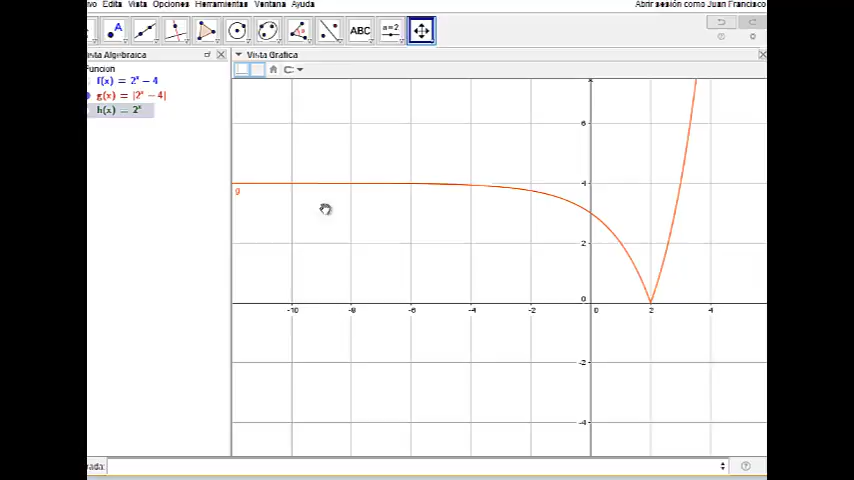 ivo Edita Vista Opciones Herramientas Ventana Ayuda
Abrir sesión como Juan Francisco
A
ABC
a=2
ista Algebraica
Vista Gráfica
Función
f(x) = 2ˣ − 4
g(x) = |2ˣ − 4|
h(x) = 2ˣ
g
6
4
2
0
-10 -8 -6 -4 -2 0 2 4
-2
-4
rada: